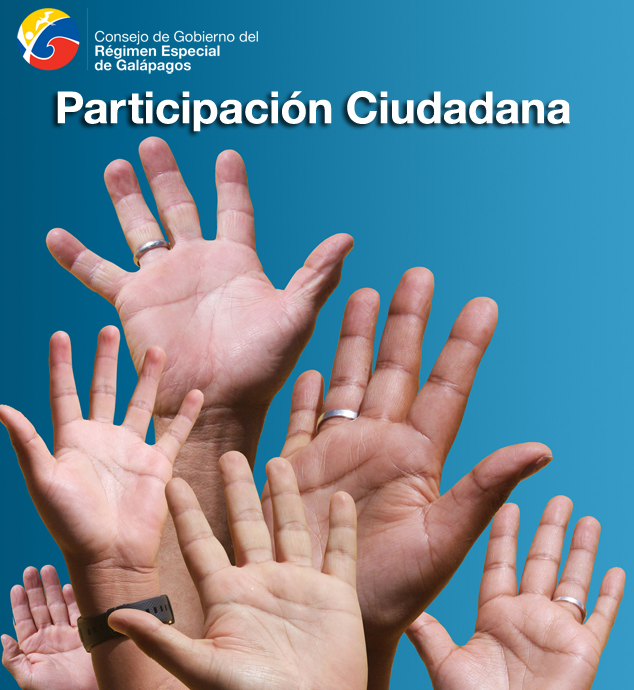 Consejo de Gobierno del
Régimen Especial
de Galápagos
Participación Ciudadana